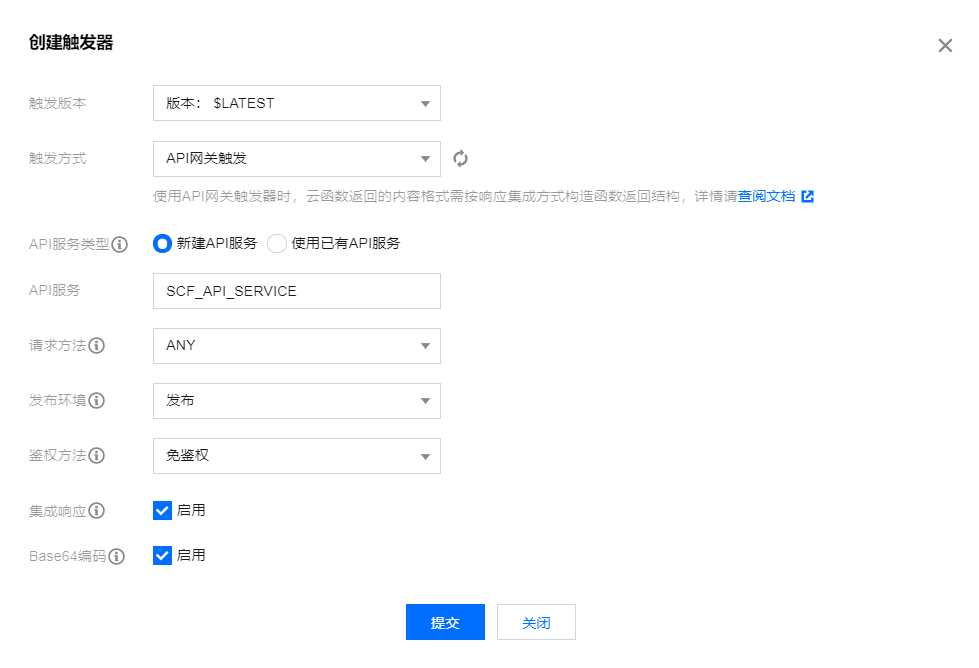 创建触发器
触发版本 版本： $LATEST
触发方式 API网关触发
使用API网关触发器时，云函数返回的内容格式需按响应集成方式构造函数返回结构，详情请查阅文档
API服务类型 新建API服务 使用已有API服务
API服务 SCF_API_SERVICE
请求方法 ANY
发布环境 发布
鉴权方法 免鉴权
集成响应 启用
Base64编码 启用
提交 关闭